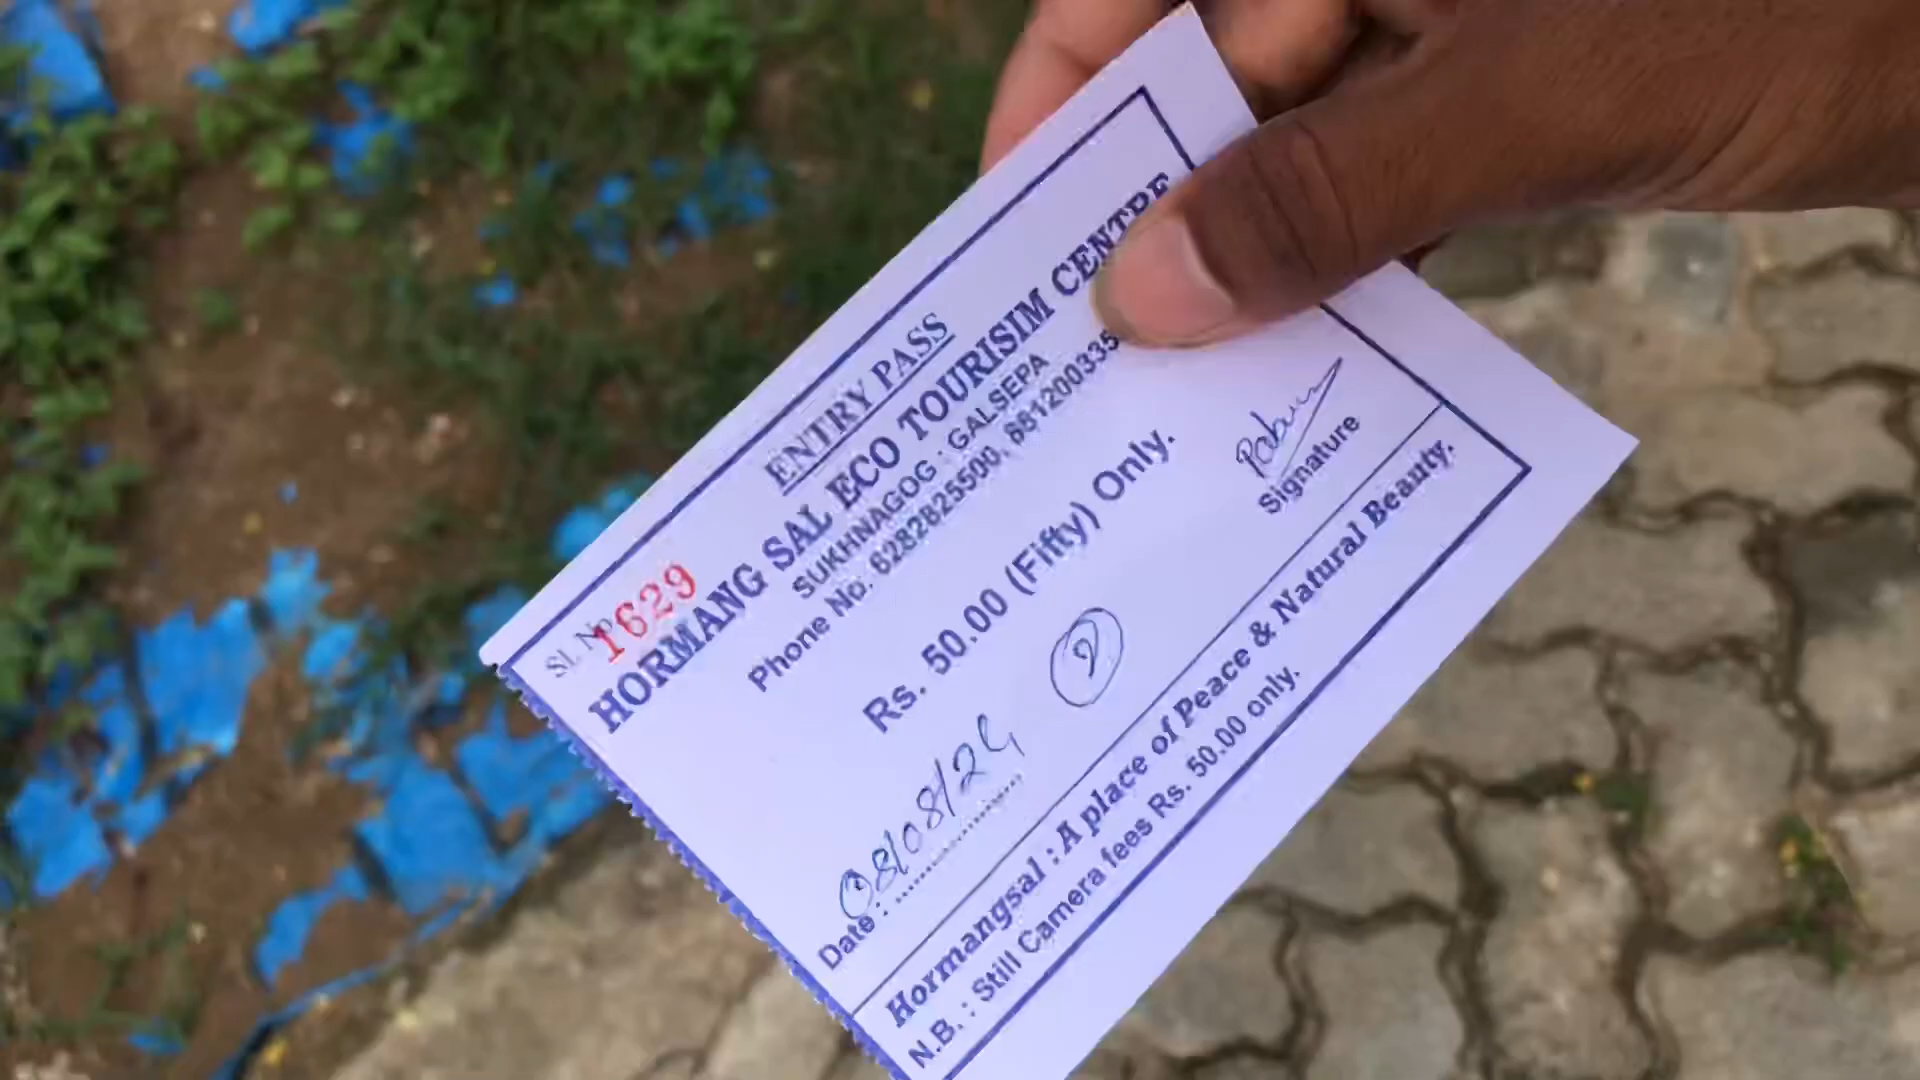 ENTRY PASS
Sl. No. 1629
HORMANG SAL ECO TOURISIM CENTRE
SUKHNAGOG : GALSEPA
Phone No. 6282825500, 681200335
Rs. 50.00 (Fifty) Only.
2
Signature
Date : 08/08/24
Hormangsal : A place of Peace & Natural Beauty.
N.B. : Still Camera fees Rs. 50.00 only.